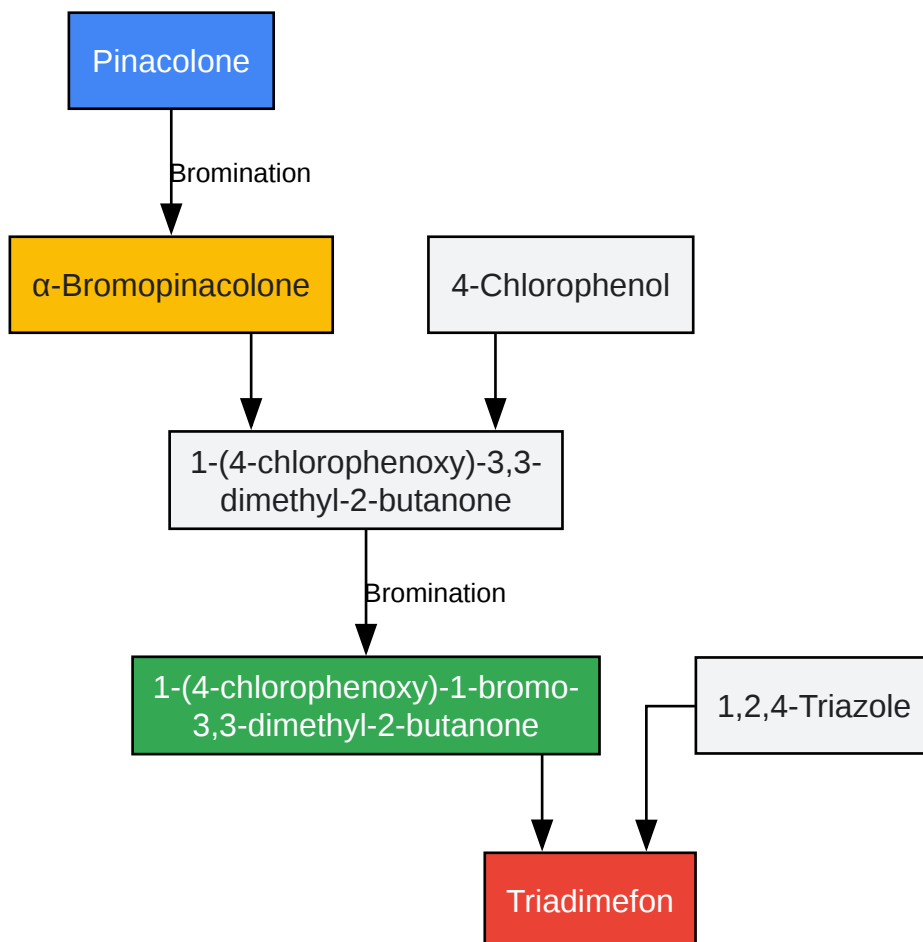 Pinacolone
Bromination
α-Bromopinacolone
4-Chlorophenol
1-(4-chlorophenoxy)-3,3-
dimethyl-2-butanone
Bromination
1-(4-chlorophenoxy)-1-bromo-
3,3-dimethyl-2-butanone
1,2,4-Triazole
Triadimefon